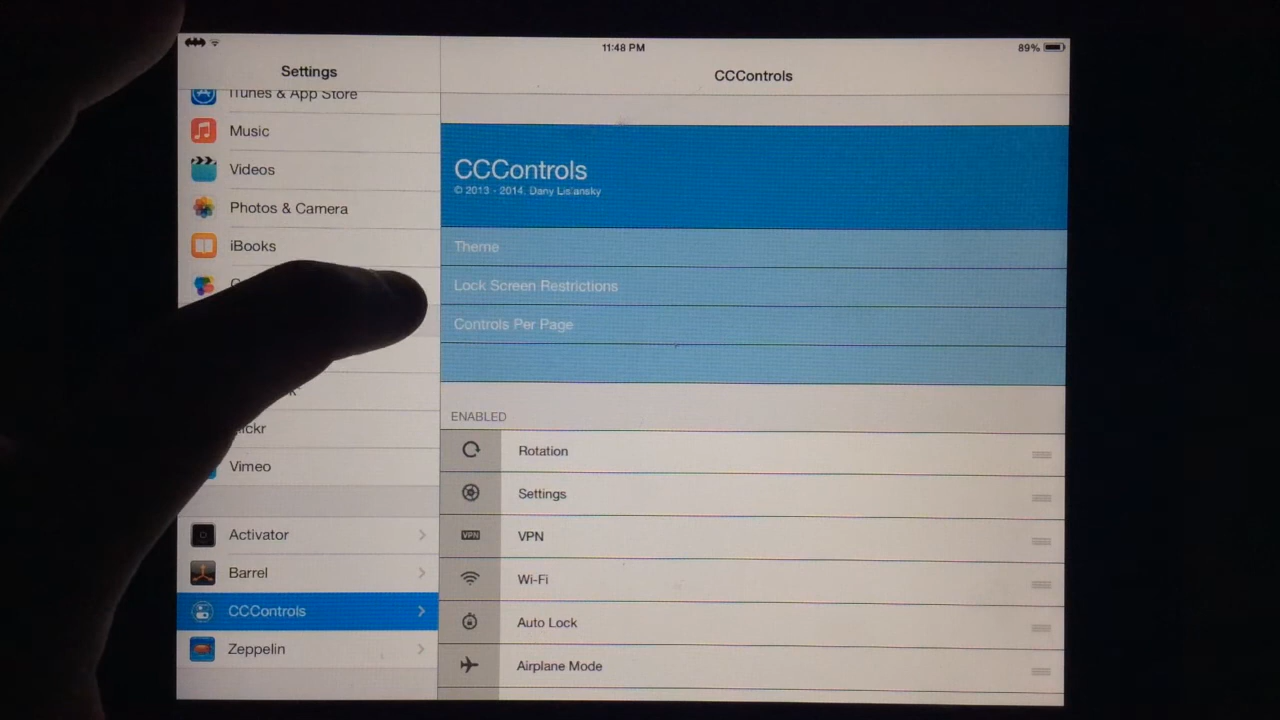 11:48 PM
89%
Settings
CCControls
iTunes & App Store
Music
Videos
Photos & Camera
iBooks
Vimeo
Activator
Barrel
CCControls
Zeppelin
CCControls
© 2013 - 2014, Dany Lisiansky
Theme
Lock Screen Restrictions
Controls Per Page
ENABLED
Rotation
Settings
VPN
VPN
Wi-Fi
Auto Lock
Airplane Mode